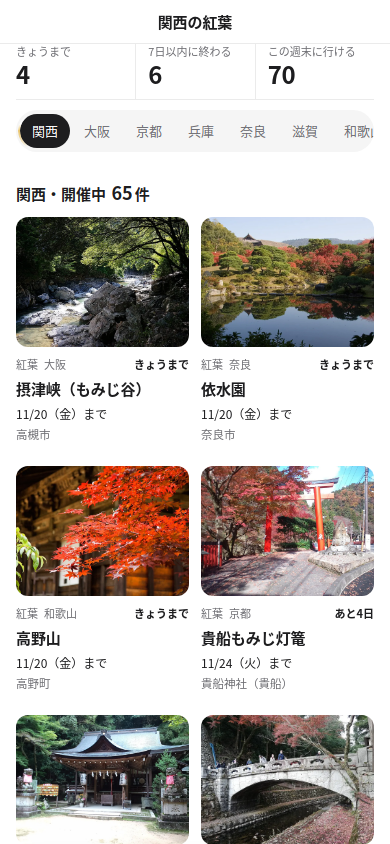 関西の紅葉
きょうまで 7日以内に終わる この週末に行ける
4 6 70
関西 大阪 京都 兵庫 奈良 滋賀 和歌
関西・開催中 65件
紅葉 大阪 きょうまで
摂津峡（もみじ谷）
11/20（金）まで
高槻市
紅葉 奈良 きょうまで
依水園
11/20（金）まで
奈良市
紅葉 和歌山 きょうまで
高野山
11/20（金）まで
高野町
紅葉 京都 あと4日
貴船もみじ灯篭
11/24（火）まで
貴船神社（貴船）